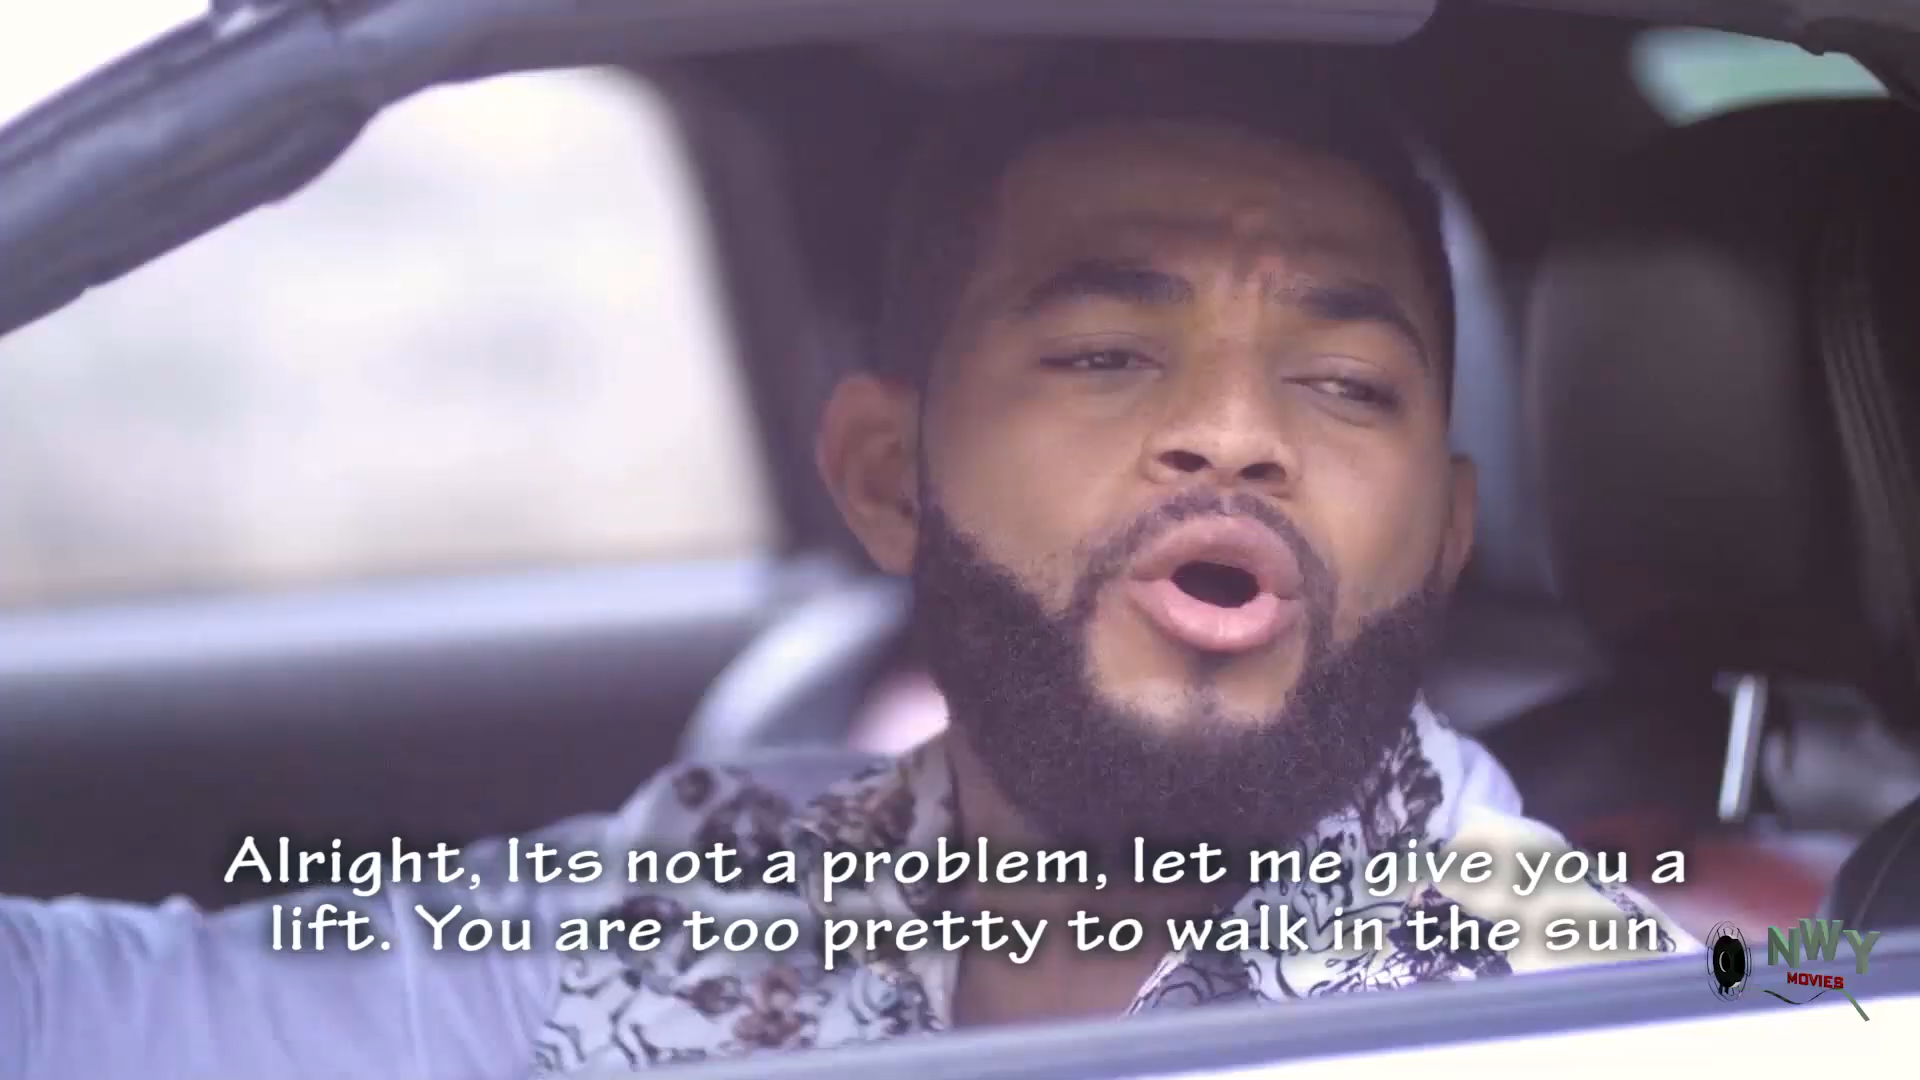 Alright, Its not a problem, let me give you a
lift. You are too pretty to walk in the sun
NWY
MOVIES